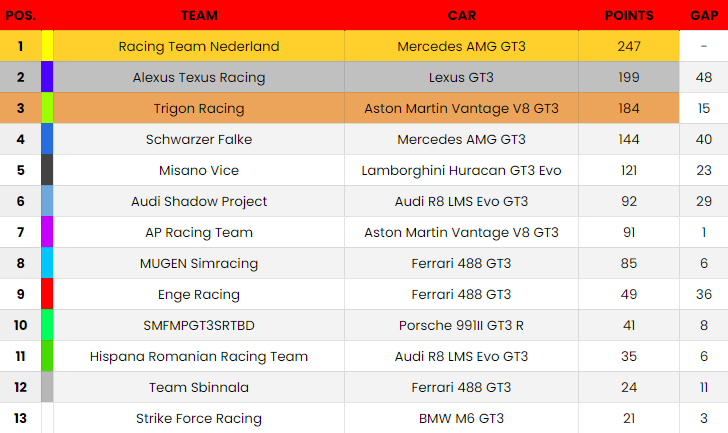 POS. TEAM CAR POINTS GAP
1 Racing Team Nederland Mercedes AMG GT3 247 -
2 Alexus Texus Racing Lexus GT3 199 48
3 Trigon Racing Aston Martin Vantage V8 GT3 184 15
4 Schwarzer Falke Mercedes AMG GT3 144 40
5 Misano Vice Lamborghini Huracan GT3 Evo 121 23
6 Audi Shadow Project Audi R8 LMS Evo GT3 92 29
7 AP Racing Team Aston Martin Vantage V8 GT3 91 1
8 MUGEN Simracing Ferrari 488 GT3 85 6
9 Enge Racing Ferrari 488 GT3 49 36
10 SMFMPGT3SRTBD Porsche 991II GT3 R 41 8
11 Hispana Romanian Racing Team Audi R8 LMS Evo GT3 35 6
12 Team Sbinnala Ferrari 488 GT3 24 11
13 Strike Force Racing BMW M6 GT3 21 3